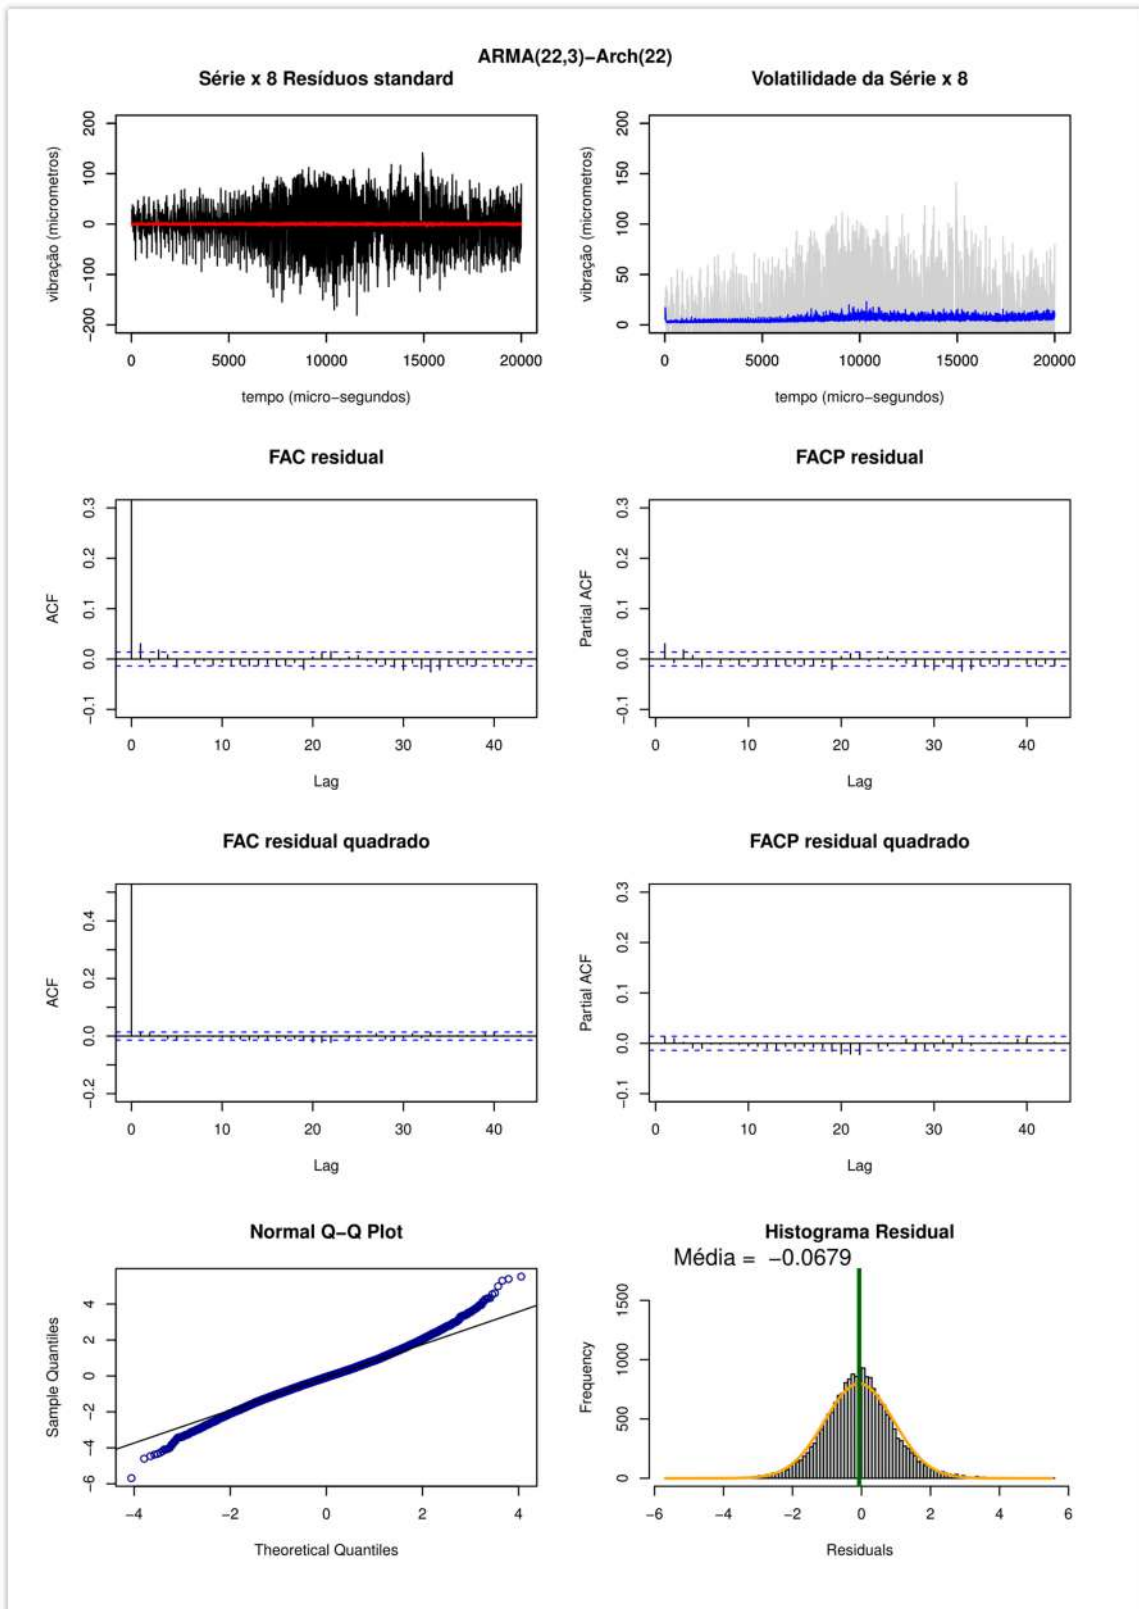 ARMA(22,3)−Arch(22)
Série x 8 Resíduos standard
vibração (micrometros)
200
100
0
−100
−200
0 5000 10000 15000 20000
tempo (micro−segundos)
Volatilidade da Série x 8
vibração (micrometros)
200
150
100
50
0
0 5000 10000 15000 20000
tempo (micro−segundos)
FAC residual
ACF
0.3
0.2
0.1
0.0
−0.1
0 10 20 30 40
Lag
FACP residual
Partial ACF
0.3
0.2
0.1
0.0
−0.1
0 10 20 30 40
Lag
FAC residual quadrado
ACF
0.4
0.2
0.0
−0.2
0 10 20 30 40
Lag
FACP residual quadrado
Partial ACF
0.3
0.2
0.1
0.0
−0.1
0 10 20 30 40
Lag
Normal Q−Q Plot
Sample Quantiles
4
2
0
−2
−4
−6
−4 −2 0 2 4
Theoretical Quantiles
Histograma Residual
Média = −0.0679
Frequency
1500
1000
500
0
−6 −4 −2 0 2 4 6
Residuals